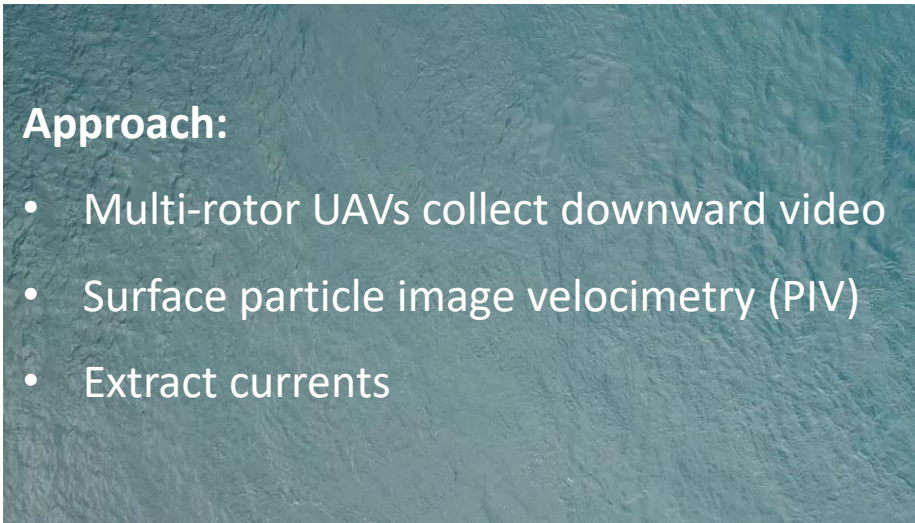 Approach:
• Multi-rotor UAVs collect downward video
• Surface particle image velocimetry (PIV)
• Extract currents